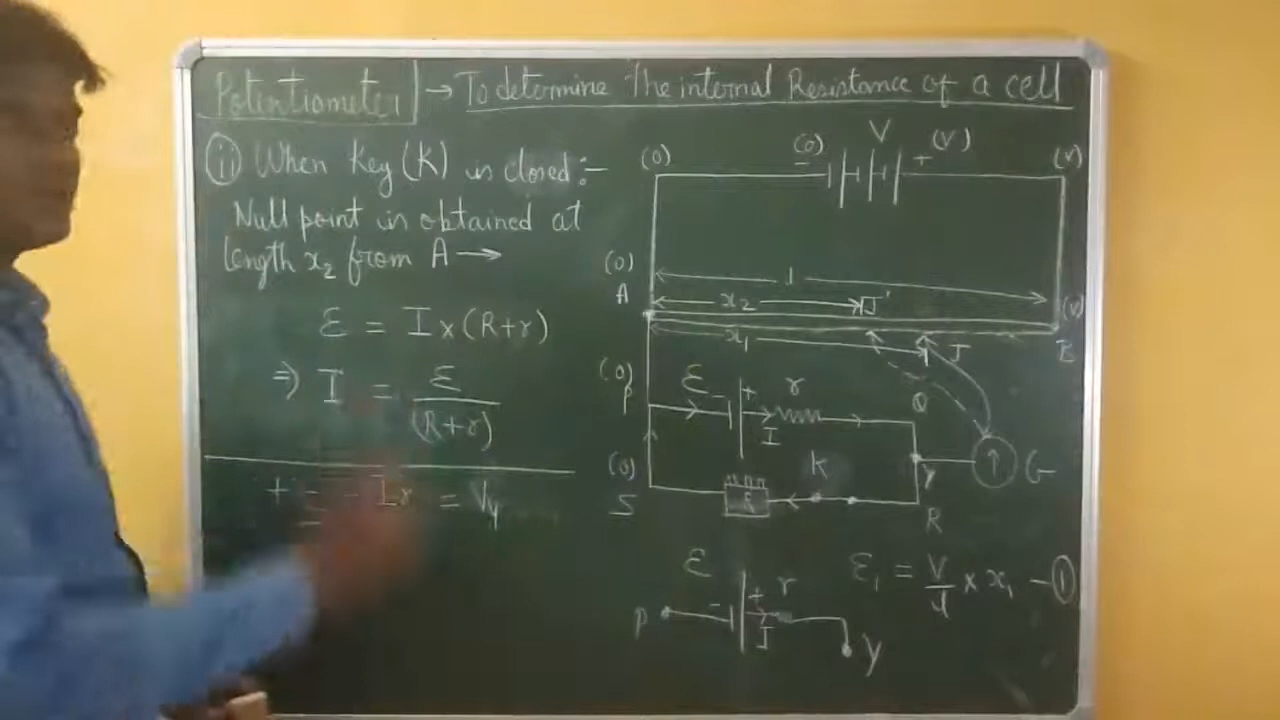 Potentiometer → To determine The internal Resistance of a cell
(ii) When Key (K) is closed :-
Null point is obtained at
length x₂ from A →
ε = I x (R+r)
⇒ I = ε / (R+r)
Ir = Vy
(0) (0) V (V) (V)
- +
(0) l
A x₂ J' (V)
x₁ J B
(0) ε - + r Q
P I
K G
(0) R y
S R
ε₁ = V/l x x₁ - ①
ε - + r
P I y